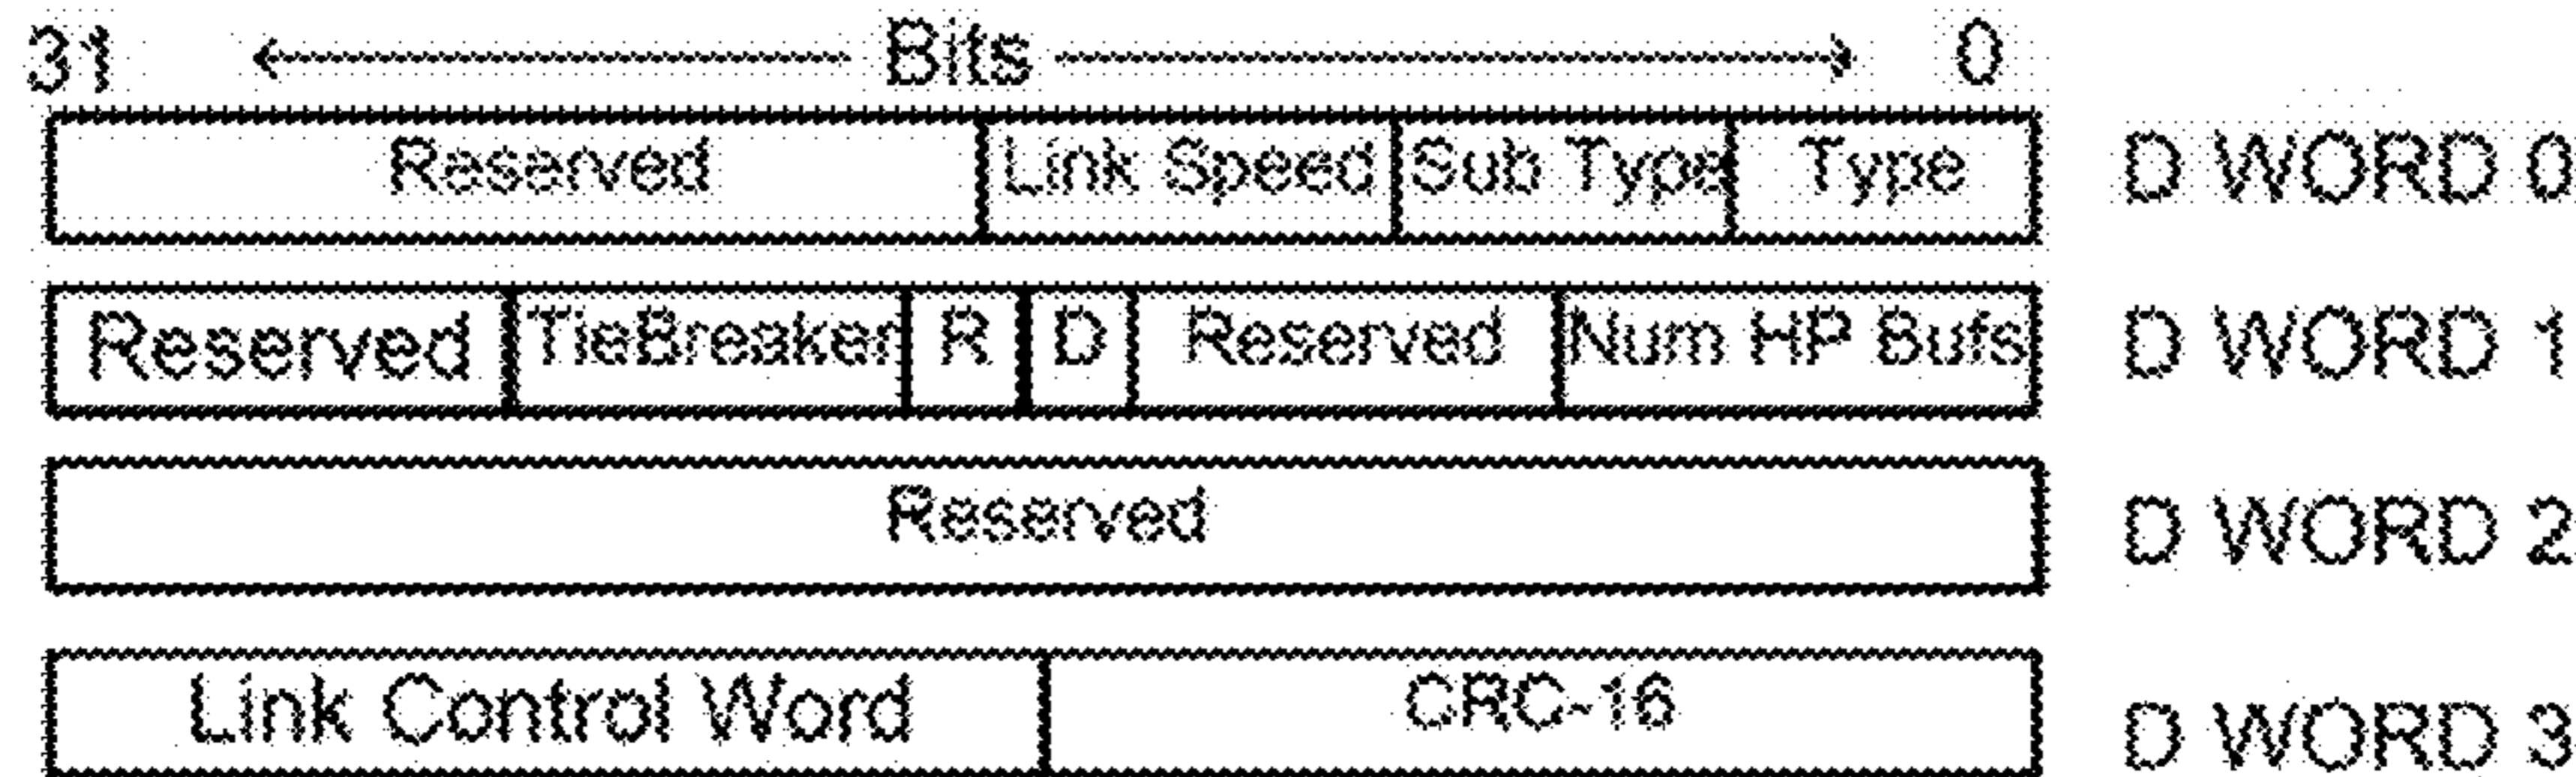 31 Bits 0
Reserved Link Speed Sub Type Type D WORD 0
Reserved TieBreaker R D Reserved Num HP Bufs D WORD 1
Reserved D WORD 2
Link Control Word CRC-16 D WORD 3